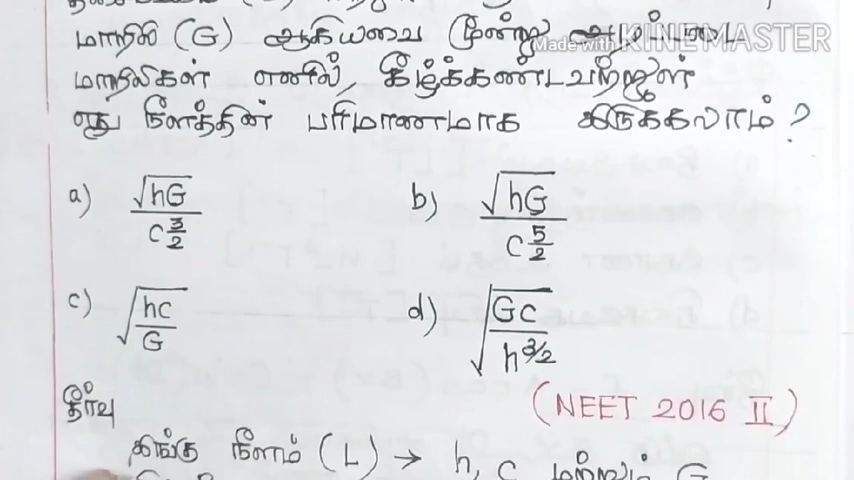 மாறிலி (G) ஆகியவை மூன்று அடிப்படை
Made with KINEMASTER
மாறிலிகள் எனில், கீழ்க்கண்டவற்றுள்
எது நீளத்தின் பரிமாணமாக இருக்கலாம் ?
a) √hG / c 3/2
b) √hG / c 5/2
c) √hc / G
d) √Gc / h 3/2
தீர்வு
(NEET 2016 II)
இங்கு நீளம் (L) → h, c மற்றும் G